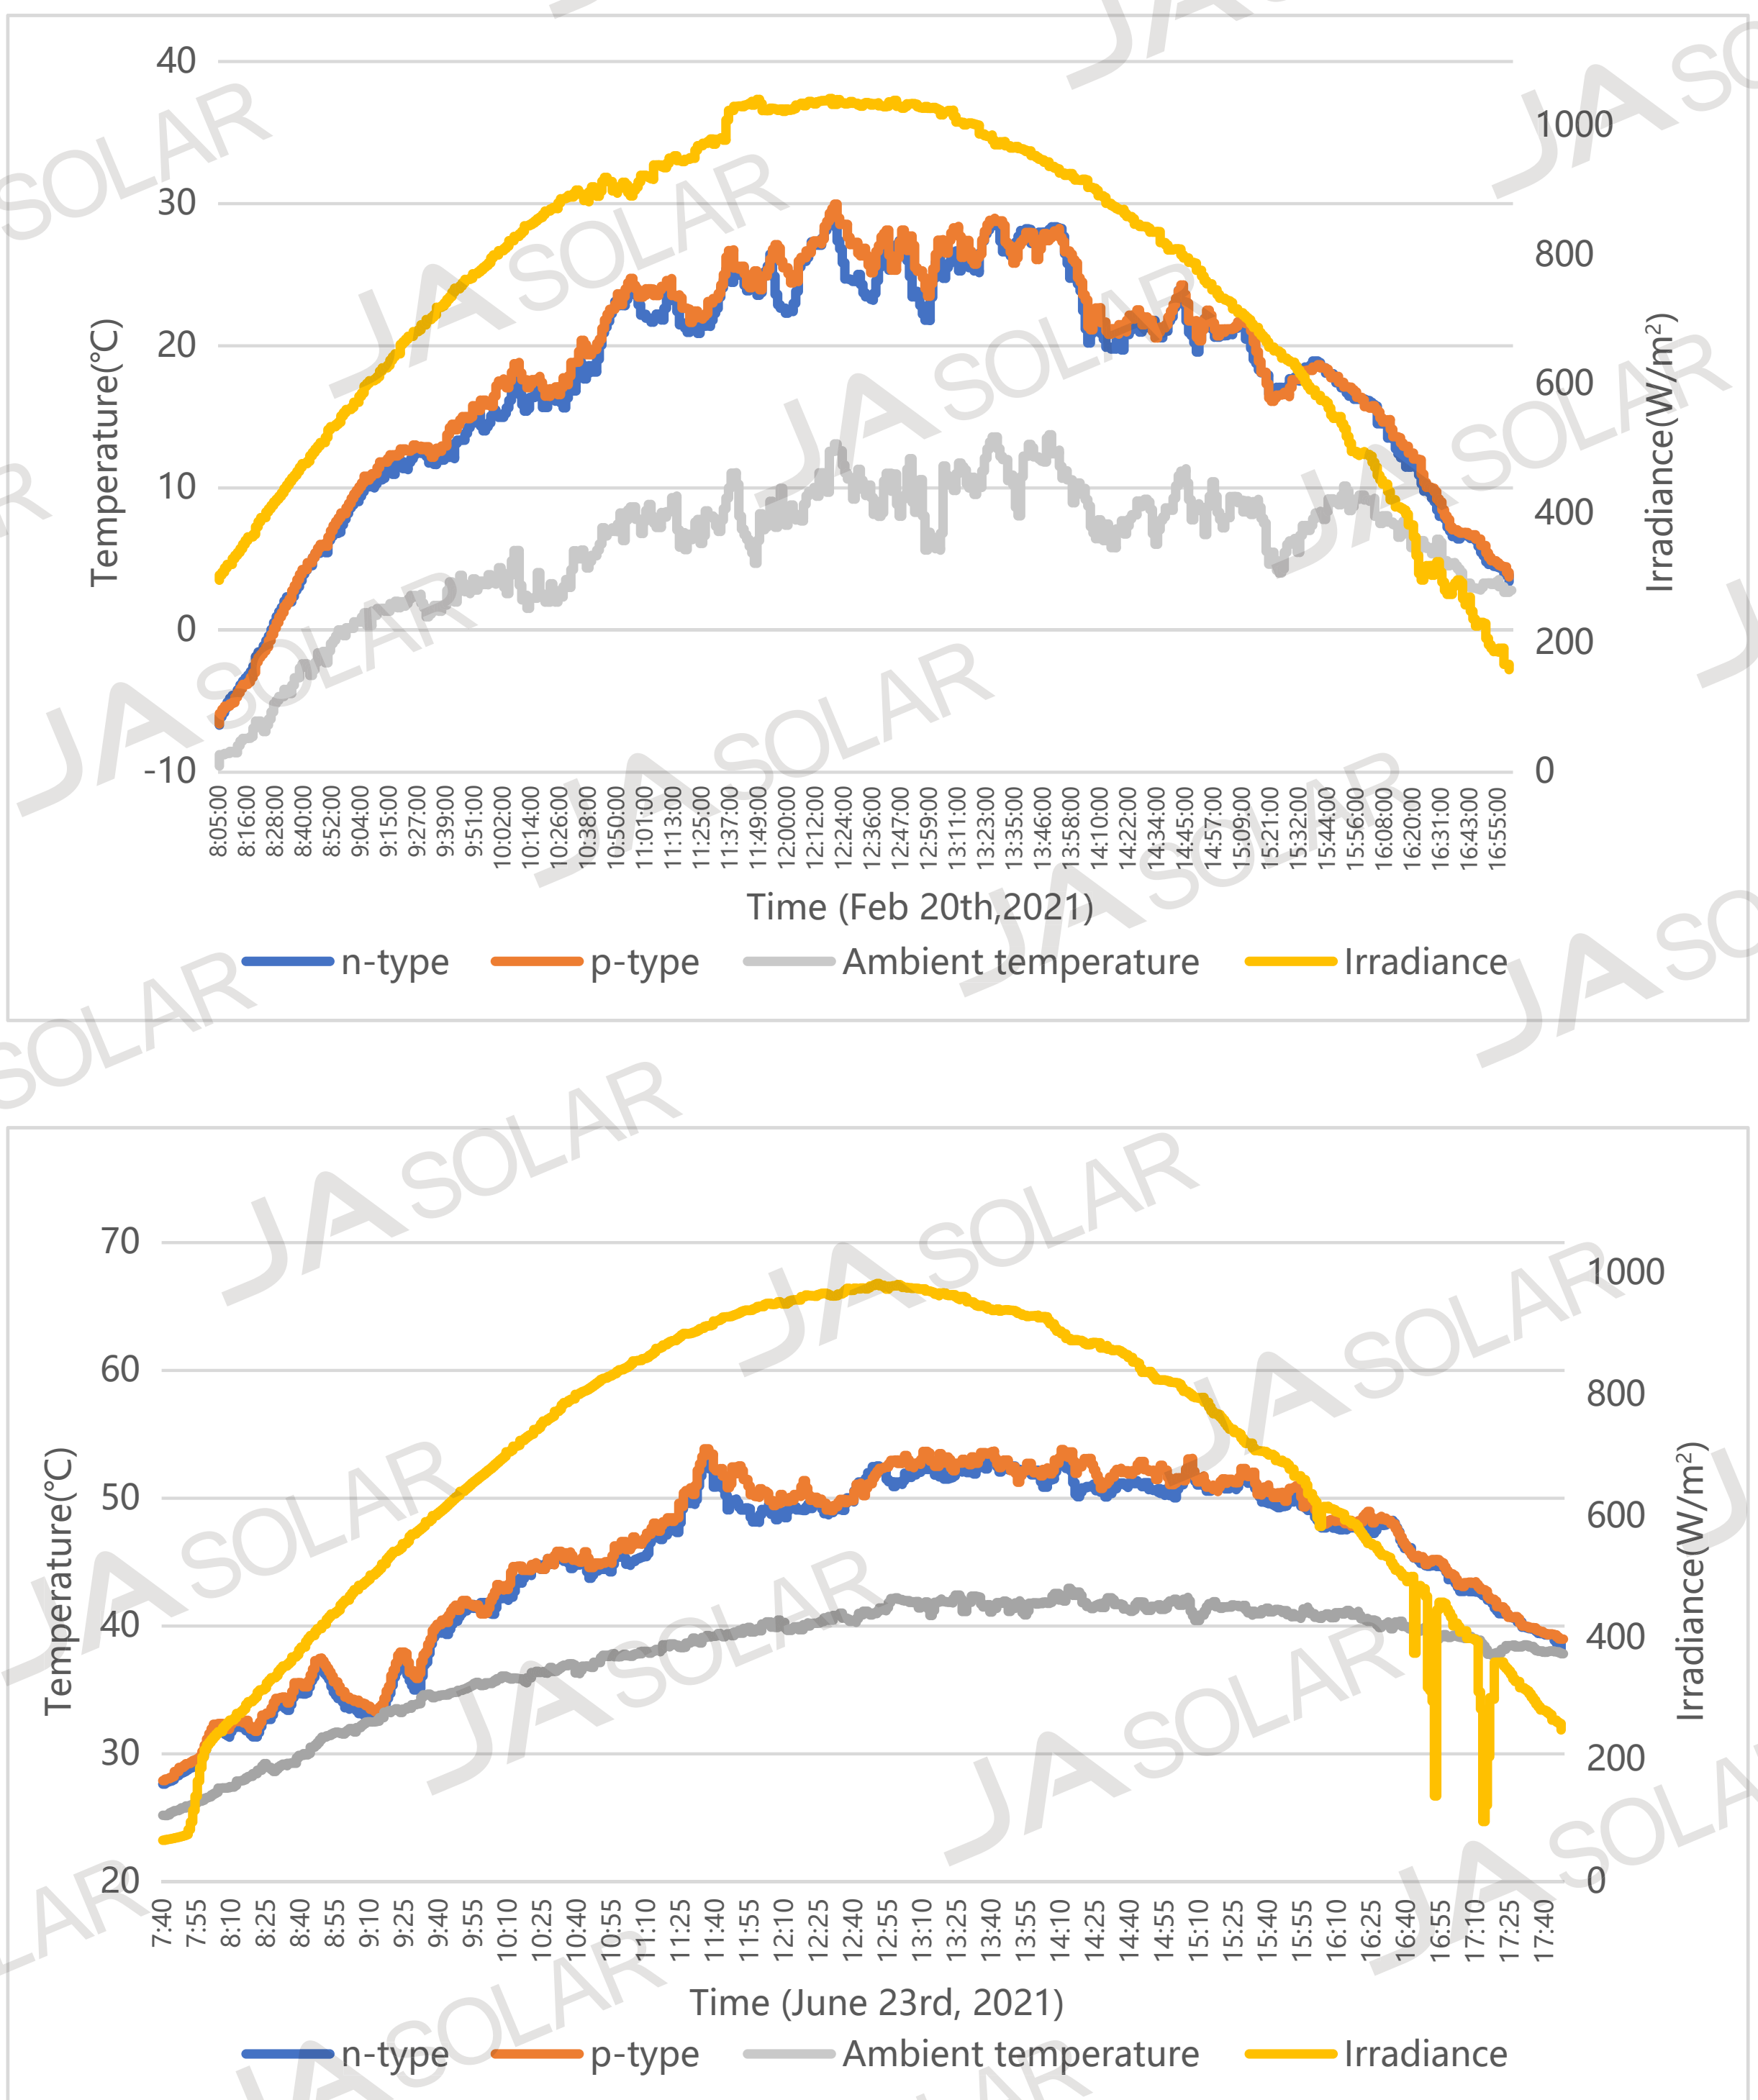 40
30
20
10
0
-10
Temperature(℃)
1000
800
600
400
200
0
Irradiance(W/m²)
8:05:00 8:16:00 8:28:00 8:40:00 8:52:00 9:04:00 9:15:00 9:27:00 9:39:00 9:51:00 10:02:00 10:14:00 10:26:00 10:38:00 10:50:00 11:01:00 11:13:00 11:25:00 11:37:00 11:49:00 12:00:00 12:12:00 12:24:00 12:36:00 12:47:00 12:59:00 13:11:00 13:23:00 13:35:00 13:46:00 13:58:00 14:10:00 14:22:00 14:34:00 14:45:00 14:57:00 15:09:00 15:21:00 15:32:00 15:44:00 15:56:00 16:08:00 16:20:00 16:31:00 16:43:00 16:55:00
Time (Feb 20th,2021)
n-type p-type Ambient temperature Irradiance
70
60
50
40
30
20
Temperature(℃)
1000
800
600
400
200
0
Irradiance(W/m²)
7:40 7:55 8:10 8:25 8:40 8:55 9:10 9:25 9:40 9:55 10:10 10:25 10:40 10:55 11:10 11:25 11:40 11:55 12:10 12:25 12:40 12:55 13:10 13:25 13:40 13:55 14:10 14:25 14:40 14:55 15:10 15:25 15:40 15:55 16:10 16:25 16:40 16:55 17:10 17:25 17:40
Time (June 23rd, 2021)
n-type p-type Ambient temperature Irradiance
JA SOLAR